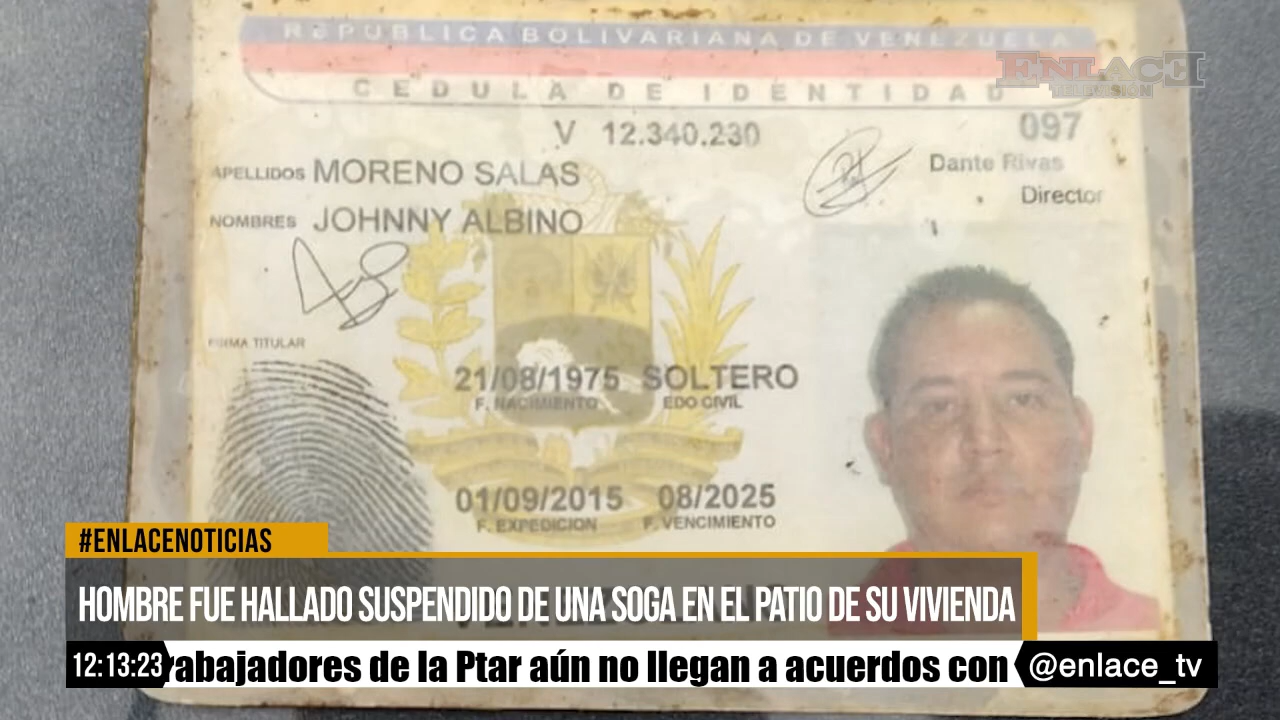 REPUBLICA BOLIVARIANA DE VENEZUELA
ENLACE
TELEVISIÓN
CEDULA DE IDENTIDAD
V 12.340.230
097
APELLIDOS MORENO SALAS
Dante Rivas
Director
NOMBRES JOHNNY ALBINO
FIRMA TITULAR
21/08/1975 SOLTERO
F. NACIMIENTO EDO CIVIL
01/09/2015 08/2025
F. EXPEDICION F. VENCIMIENTO
#ENLACENOTICIAS
HOMBRE FUE HALLADO SUSPENDIDO DE UNA SOGA EN EL PATIO DE SU VIVIENDA
12:13:23 rabajadores de la Ptar aún no llegan a acuerdos con @enlace_tv